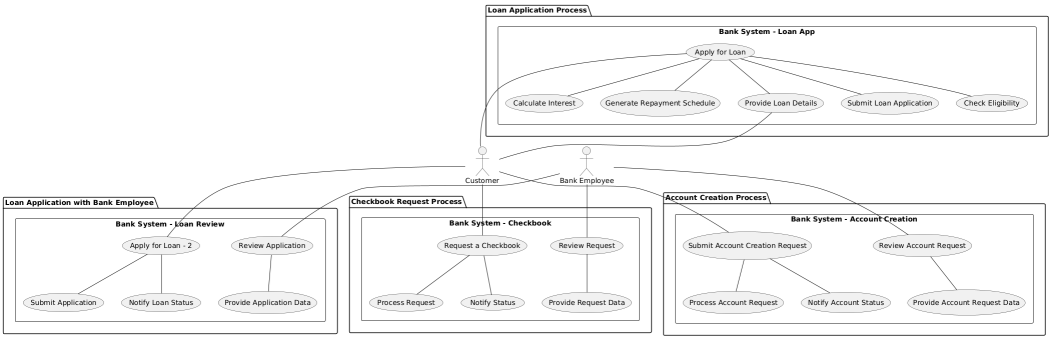 Loan Application Process
Bank System - Loan App
Apply for Loan
Calculate Interest
Generate Repayment Schedule
Provide Loan Details
Submit Loan Application
Check Eligibility
Customer
Bank Employee
Loan Application with Bank Employee
Bank System - Loan Review
Apply for Loan - 2
Review Application
Submit Application
Notify Loan Status
Provide Application Data
Checkbook Request Process
Bank System - Checkbook
Request a Checkbook
Review Request
Process Request
Notify Status
Provide Request Data
Account Creation Process
Bank System - Account Creation
Submit Account Creation Request
Review Account Request
Process Account Request
Notify Account Status
Provide Account Request Data